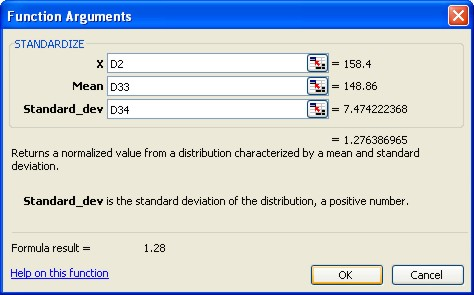 Function Arguments
STANDARDIZE
X D2 = 158.4
Mean D33 = 148.86
Standard_dev D34 = 7.474222368
= 1.276386965
Returns a normalized value from a distribution characterized by a mean and standard
deviation.
Standard_dev is the standard deviation of the distribution, a positive number.
Formula result = 1.28
Help on this function OK Cancel